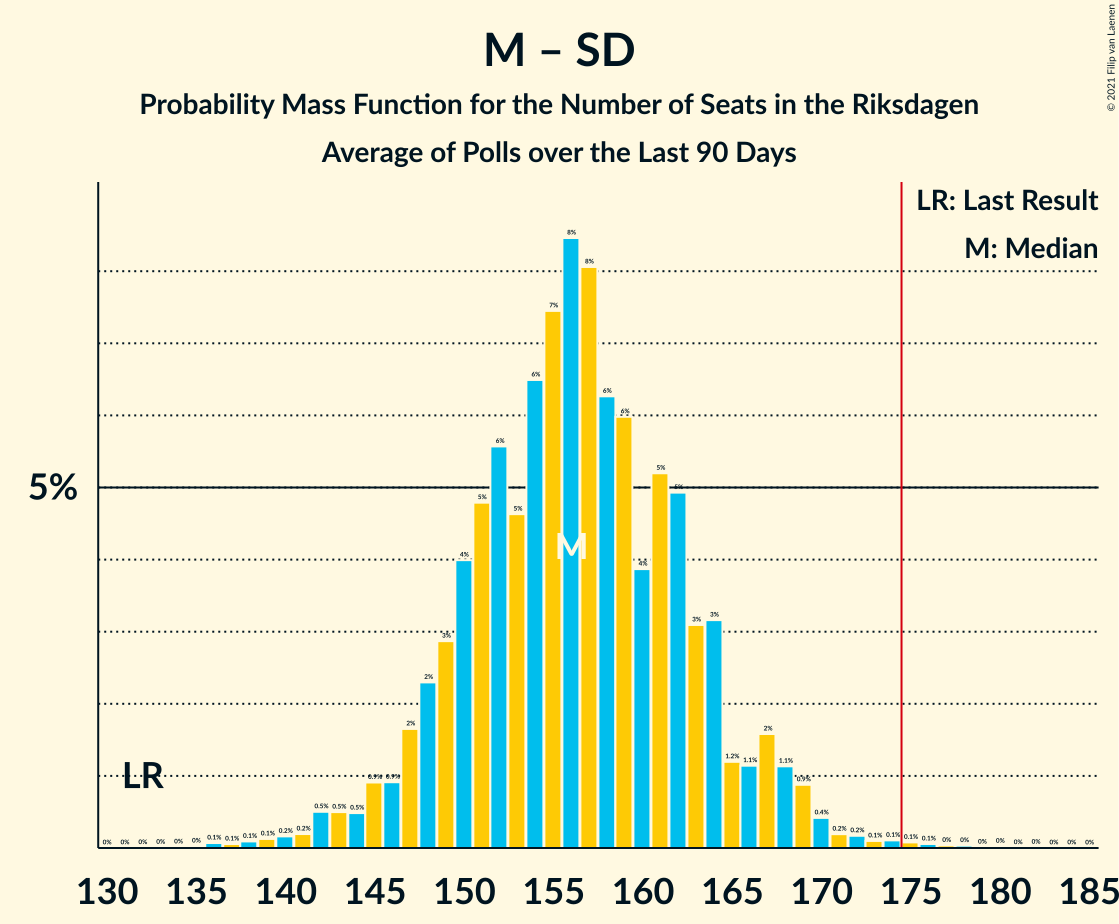 M – SD
Probability Mass Function for the Number of Seats in the Riksdagen
Average of Polls over the Last 90 Days
© 2021 Filip van Laenen
LR: Last Result
M: Median
5%
LR
M
0% 0% 0% 0% 0% 0% 0.1% 0.1% 0.1% 0.1% 0.2% 0.2% 0.5% 0.5% 0.5% 0.9% 0.9% 2% 2% 3% 4% 5% 6% 5% 6% 7% 8% 8% 6% 6% 4% 5% 5% 3% 3% 1.2% 1.1% 2% 1.1% 0.9% 0.4% 0.2% 0.2% 0.1% 0.1% 0.1% 0.1% 0% 0% 0% 0% 0% 0% 0% 0% 0%
130 135 140 145 150 155 160 165 170 175 180 185